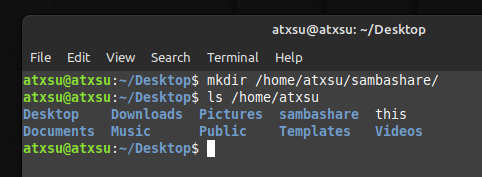 atxsu@atxsu: ~/Desktop
File Edit View Search Terminal Help
atxsu@atxsu:~/Desktop$ mkdir /home/atxsu/sambashare/
atxsu@atxsu:~/Desktop$ ls /home/atxsu
Desktop Downloads Pictures sambashare this
Documents Music Public Templates Videos
atxsu@atxsu:~/Desktop$